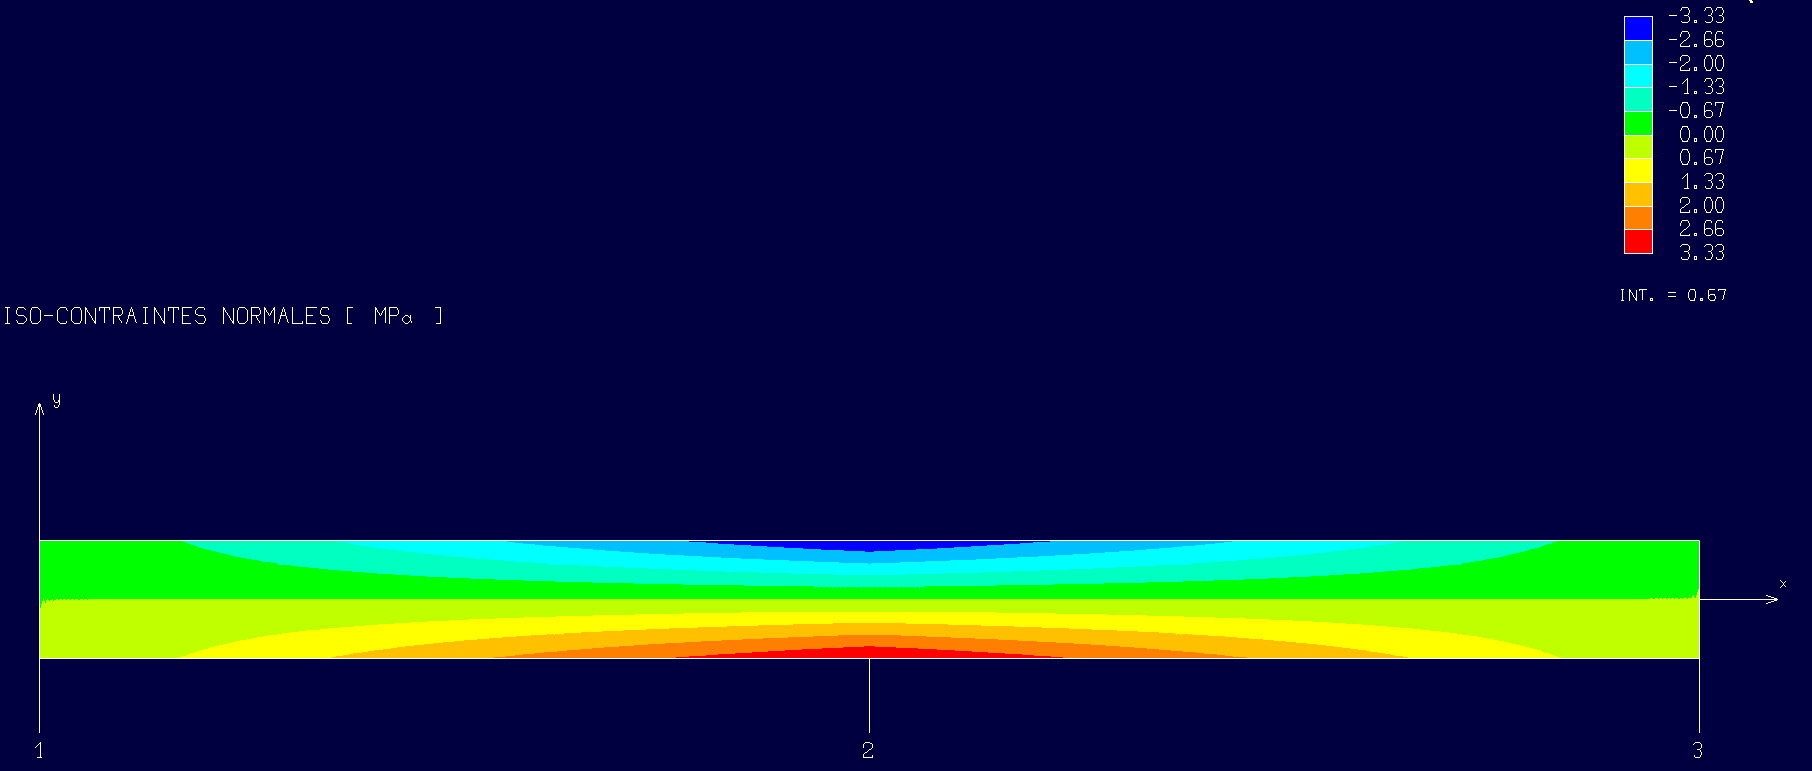 -3.33
-2.66
-2.00
-1.33
-0.67
0.00
0.67
1.33
2.00
2.66
3.33
INT. = 0.67
ISO-CONTRAINTES NORMALES [ MPa ]
y
x
1 2 3